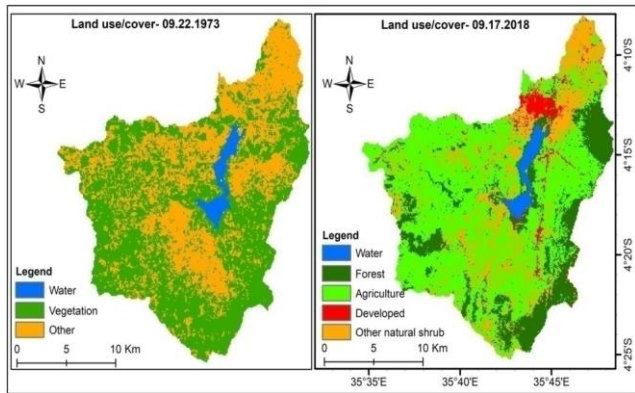 Land use/cover- 09.22.1973
N
W E
S
Legend
Water
Vegetation
Other
0 5 10 Km
Land use/cover- 09.17.2018
N
W E
S
Legend
Water
Forest
Agriculture
Developed
Other natural shrub
0 5 10 Km
4°10'S
4°15'S
4°20'S
4°25'S
35°35'E 35°40'E 35°45'E